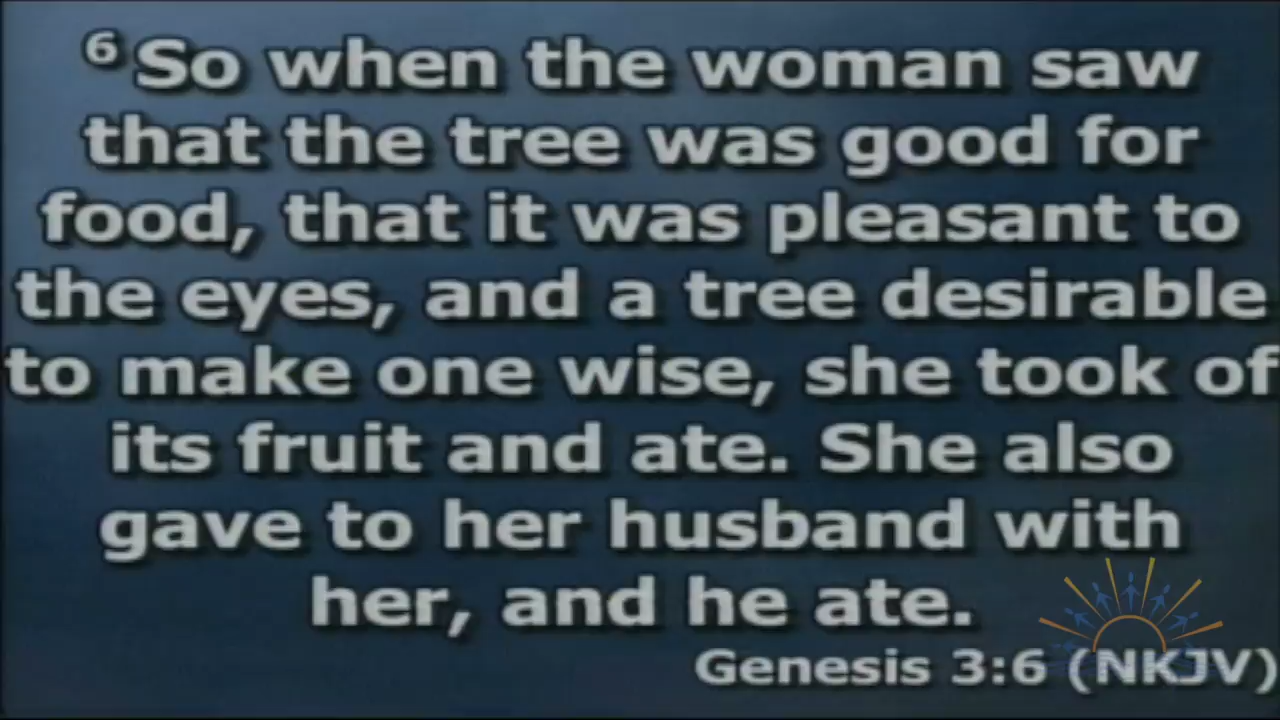 6 So when the woman saw
that the tree was good for
food, that it was pleasant to
the eyes, and a tree desirable
to make one wise, she took of
its fruit and ate. She also
gave to her husband with
her, and he ate.
Genesis 3:6 (NKJV)